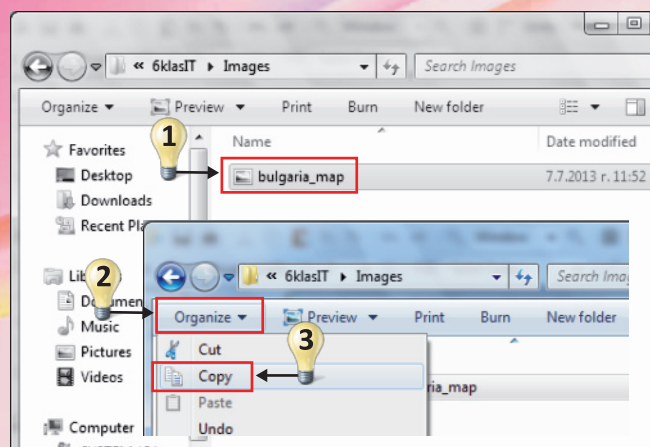 « 6klasIT ▸ Images
Search Images
Organize ▾ Preview ▾ Print Burn New folder
1
Favorites
Desktop
Downloads
Name Date modified
bulgaria_map 7.7.2013 г. 11:52
Recent
2
Music
Pictures
Videos
Computer
« 6klasIT ▸ Images
Search
Organize ▾ Preview ▾ Print Burn New folder
3
Cut
Copy
Paste
Undo
ria_map